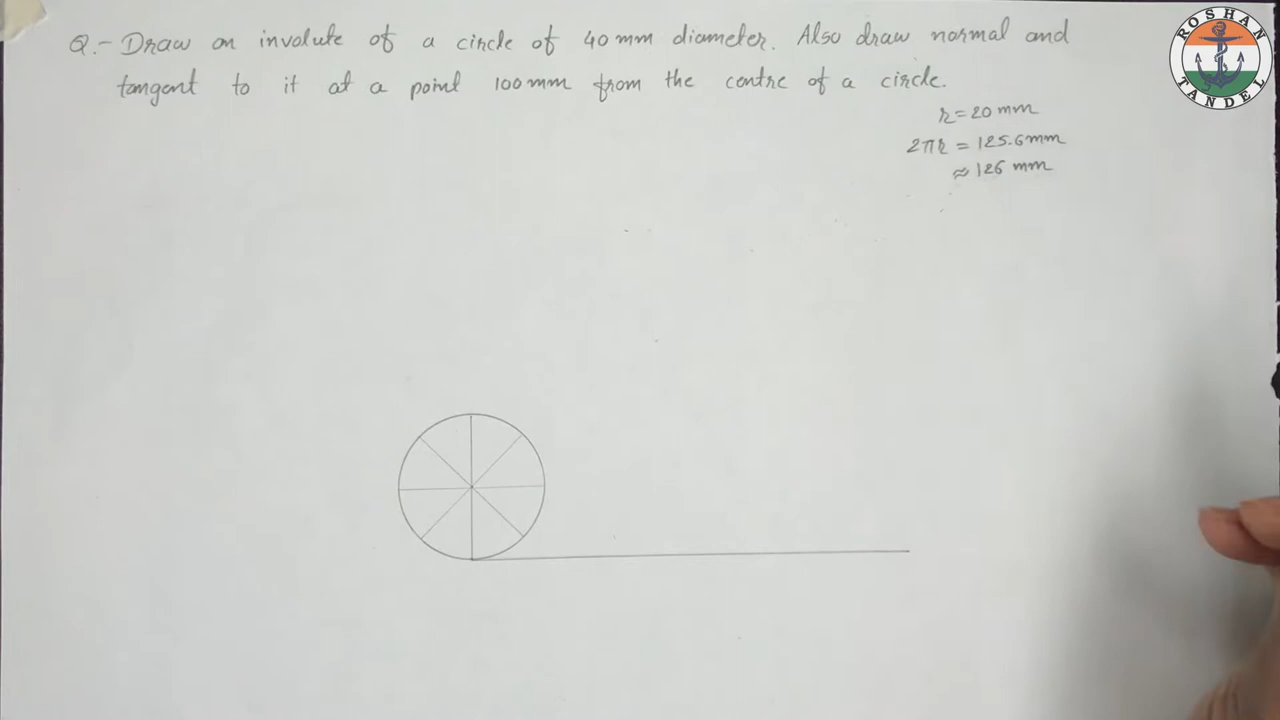 Q.- Draw an involute of a circle of 40 mm diameter. Also draw normal and
tangent to it at a point 100 mm from the centre of a circle.
r = 20 mm
2πr = 125.6 mm
≈ 126 mm
ROSHAN
TANDEL